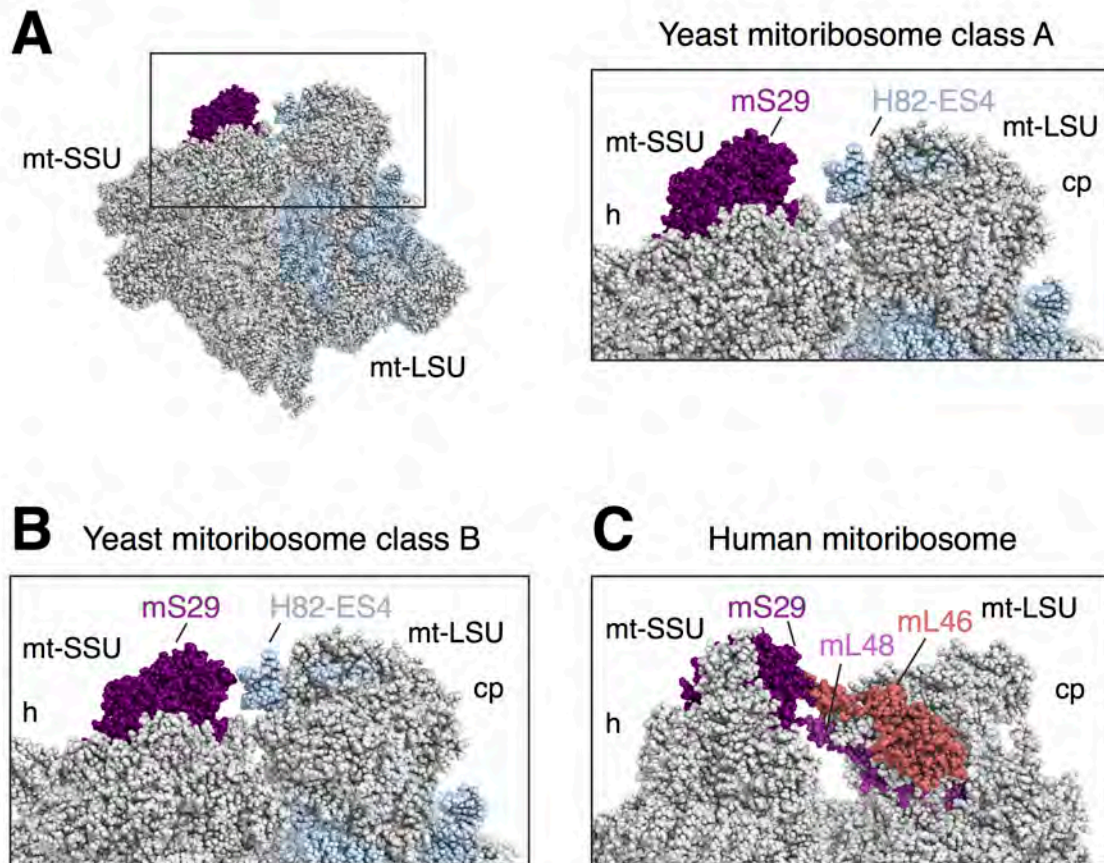 A
mt-SSU
mt-LSU
Yeast mitoribosome class A
mS29
H82-ES4
mt-SSU
mt-LSU
h
cp
B
Yeast mitoribosome class B
mS29
H82-ES4
mt-SSU
mt-LSU
h
cp
C
Human mitoribosome
mS29
mt-LSU
mt-SSU
mL46
mL48
h
cp